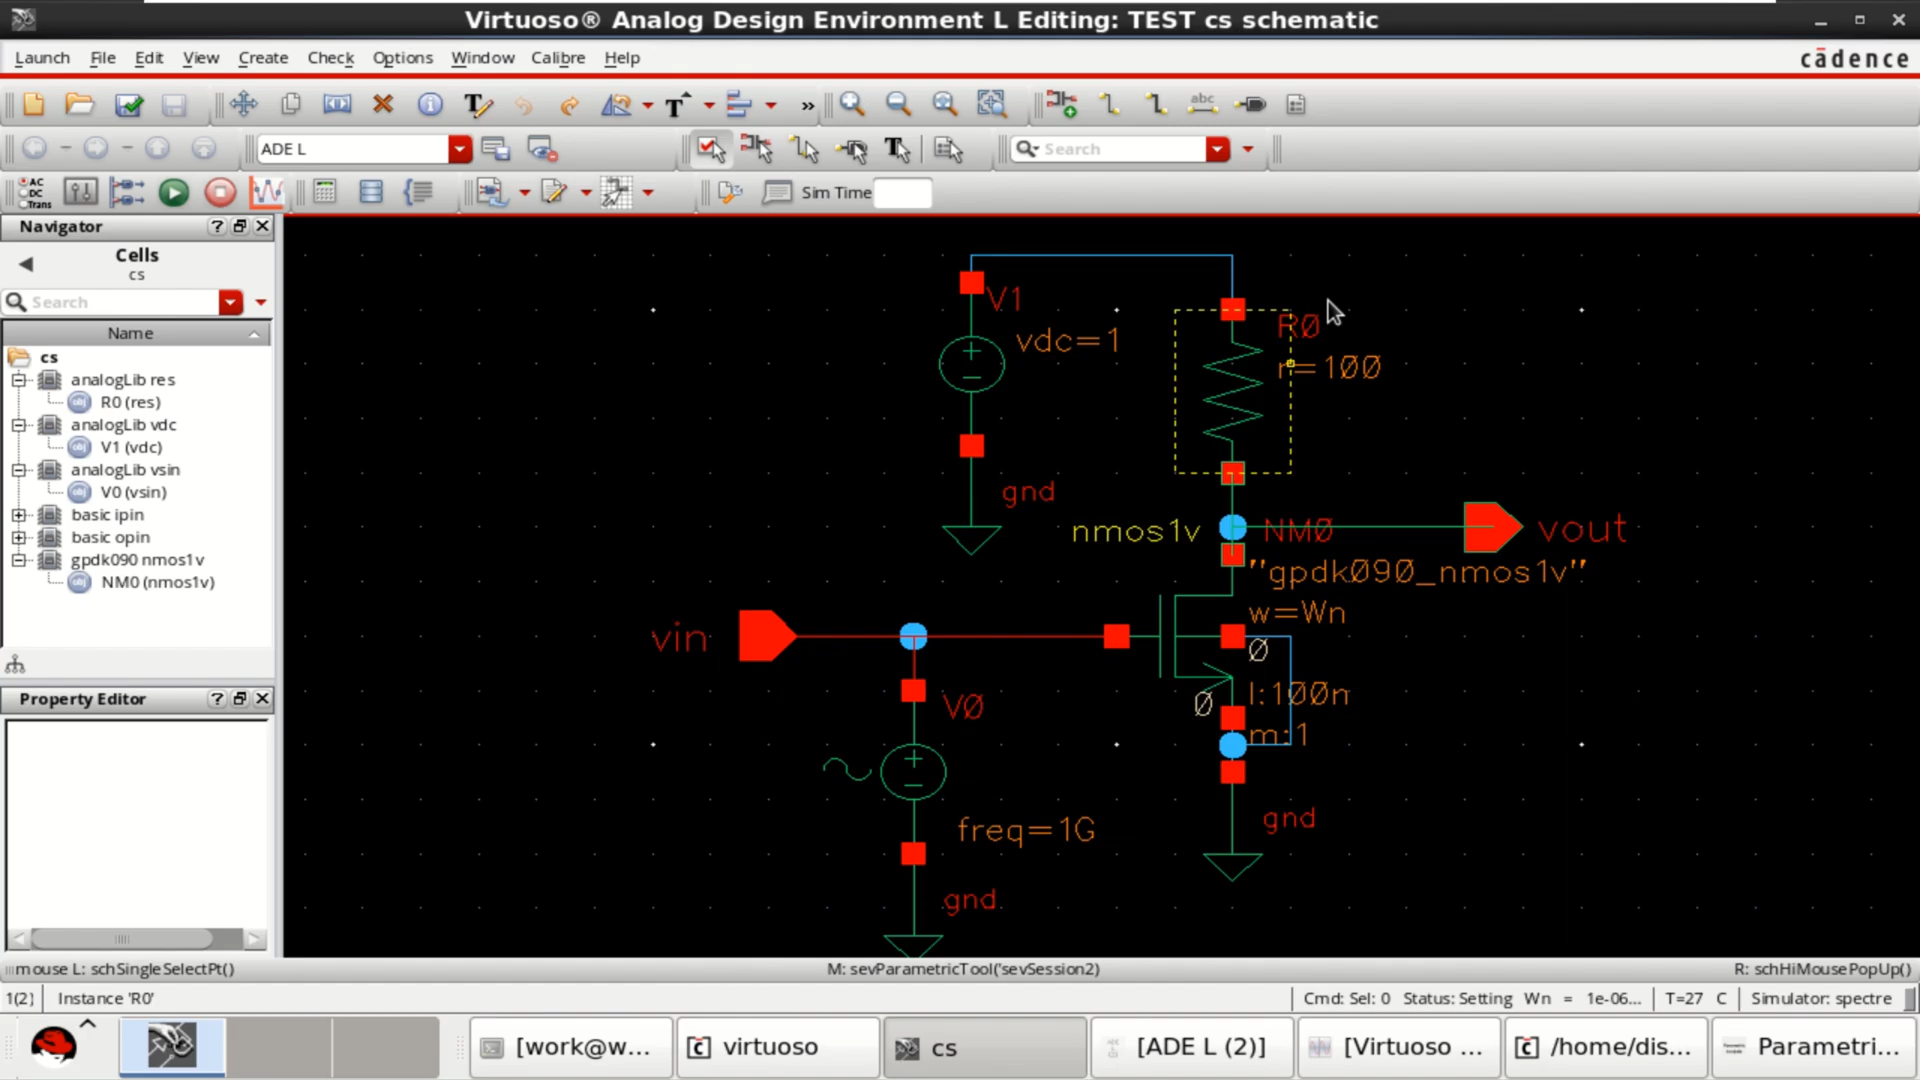 Virtuoso® Analog Design Environment L Editing: TEST cs schematic
Launch File Edit View Create Check Options Window Calibre Help
cādence
abc
ADE L
Search
AC
DC
Trans
Sim Time
Navigator
Cells
cs
Search
Name
cs
analogLib res
R0 (res)
analogLib vdc
V1 (vdc)
analogLib vsin
V0 (vsin)
basic ipin
basic opin
gpdk090 nmos1v
NM0 (nmos1v)
Property Editor
V1
vdc=1
gnd
R0
r=100
nmos1v
NM0
vout
"gpdk090_nmos1v"
w=Wn
0
l:100n
0
m:1
gnd
vin
V0
freq=1G
gnd
mouse L: schSingleSelectPt()
M: sevParametricTool('sevSession2)
R: schHiMousePopUp()
1(2)
Instance 'R0'
Cmd: Sel: 0 Status: Setting Wn = 1e-06...
T=27 C
Simulator: spectre
[work@w...
virtuoso
cs
[ADE L (2)]
[Virtuoso ...
/home/dis...
Parametri...